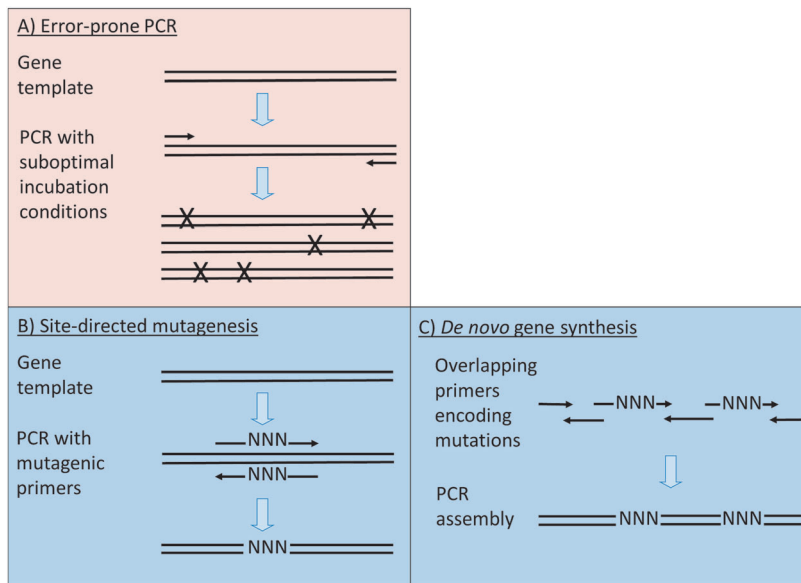 A) Error-prone PCR
Gene
template
PCR with
suboptimal
incubation
conditions
X X
X
X X
B) Site-directed mutagenesis
Gene
template
PCR with
mutagenic
primers
NNN
NNN
NNN
C) De novo gene synthesis
Overlapping
primers
encoding
mutations
NNN NNN
PCR
assembly
NNN NNN